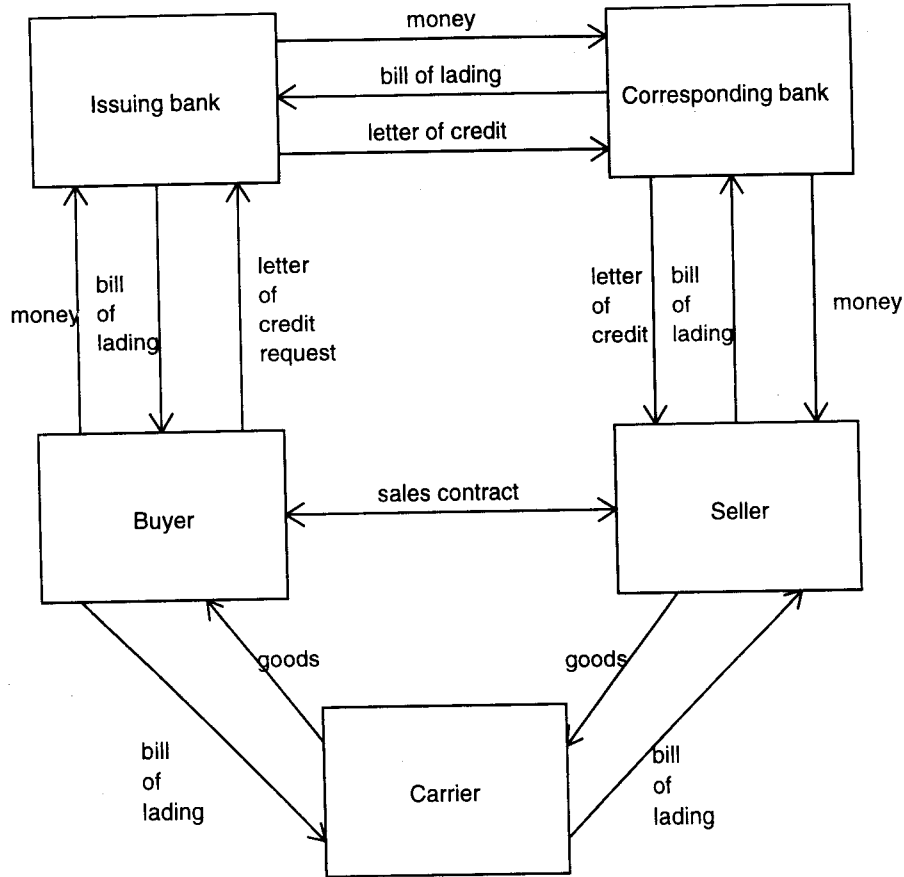 money
bill of lading
letter of credit
Issuing bank
Corresponding bank
money
bill
of
lading
letter
of
credit
request
letter
of
credit
bill
of
lading
money
sales contract
Buyer
Seller
goods
goods
bill
of
lading
Carrier
bill
of
lading